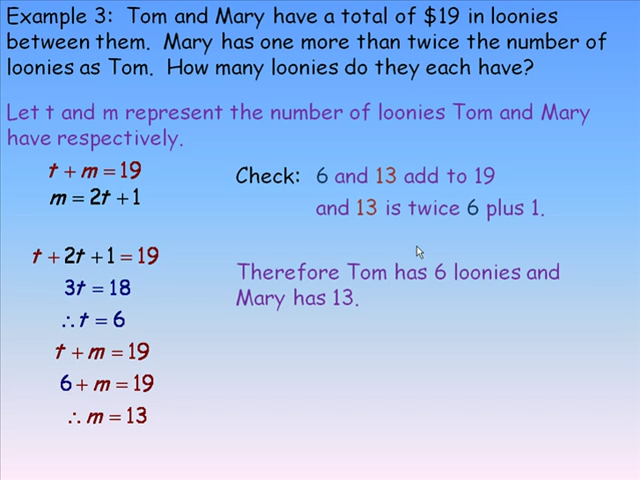 Example 3: Tom and Mary have a total of $19 in loonies
between them. Mary has one more than twice the number of
loonies as Tom. How many loonies do they each have?
Let t and m represent the number of loonies Tom and Mary
have respectively.
t + m = 19
m = 2t + 1
t + 2t + 1 = 19
3t = 18
∴ t = 6
t + m = 19
6 + m = 19
∴ m = 13
Check: 6 and 13 add to 19
and 13 is twice 6 plus 1.
Therefore Tom has 6 loonies and
Mary has 13.